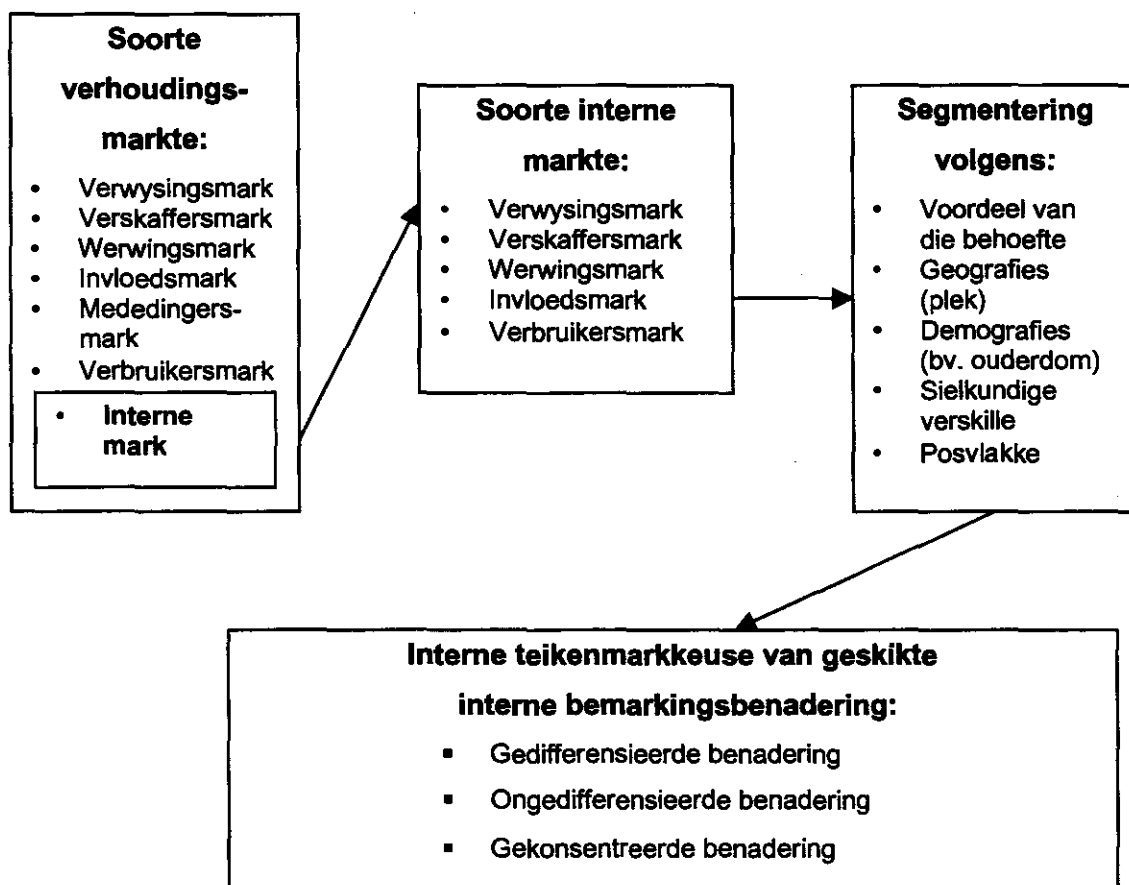 Soorte
verhoudings-
markte:
• Verwysingsmark
• Verskaffersmark
• Werwingsmark
• Invloedsmark
• Mededingers-
mark
• Verbruikersmark
• Interne
mark
Soorte interne
markte:
• Verwysingsmark
• Verskaffersmark
• Werwingsmark
• Invloedsmark
• Verbruikersmark
Segmentering
volgens:
• Voordeel van
die behoefte
• Geografies
(plek)
• Demografies
(bv. ouderdom)
• Sielkundige
verskille
• Posvlakke
Interne teikenmarkkeuse van geskikte
interne bemarkingsbenadering:
▪ Gedifferensieerde benadering
▪ Ongedifferensieerde benadering
▪ Gekonsentreerde benadering